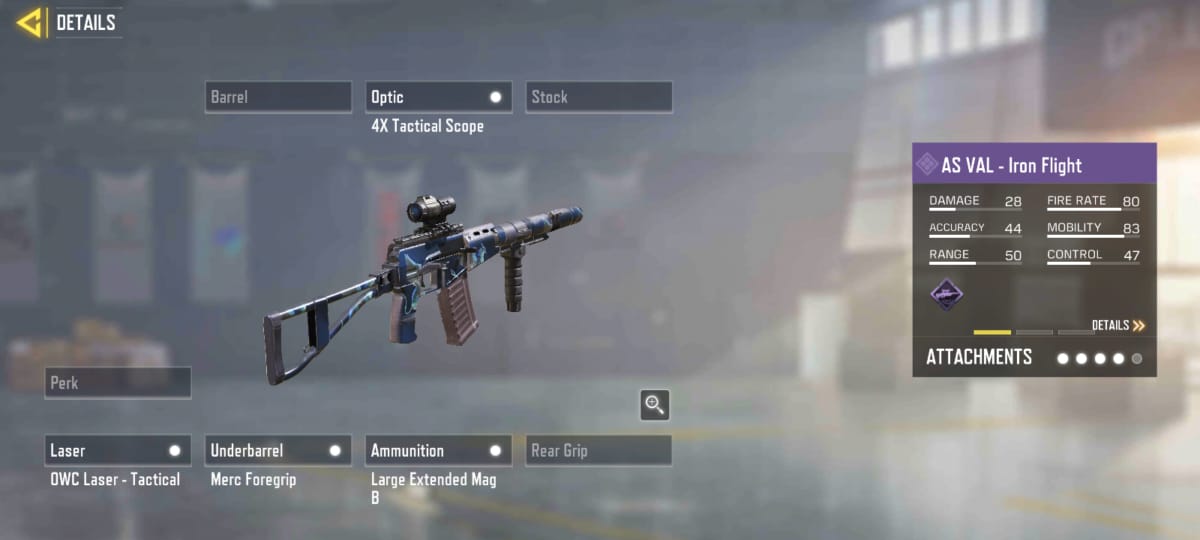 DETAILS
Barrel
Optic
Stock
4X Tactical Scope
AS VAL - Iron Flight
DAMAGE 28
FIRE RATE 80
ACCURACY 44
MOBILITY 83
RANGE 50
CONTROL 47
DETAILS
ATTACHMENTS
Perk
Laser
Underbarrel
Ammunition
Rear Grip
OWC Laser - Tactical
Merc Foregrip
Large Extended Mag
B